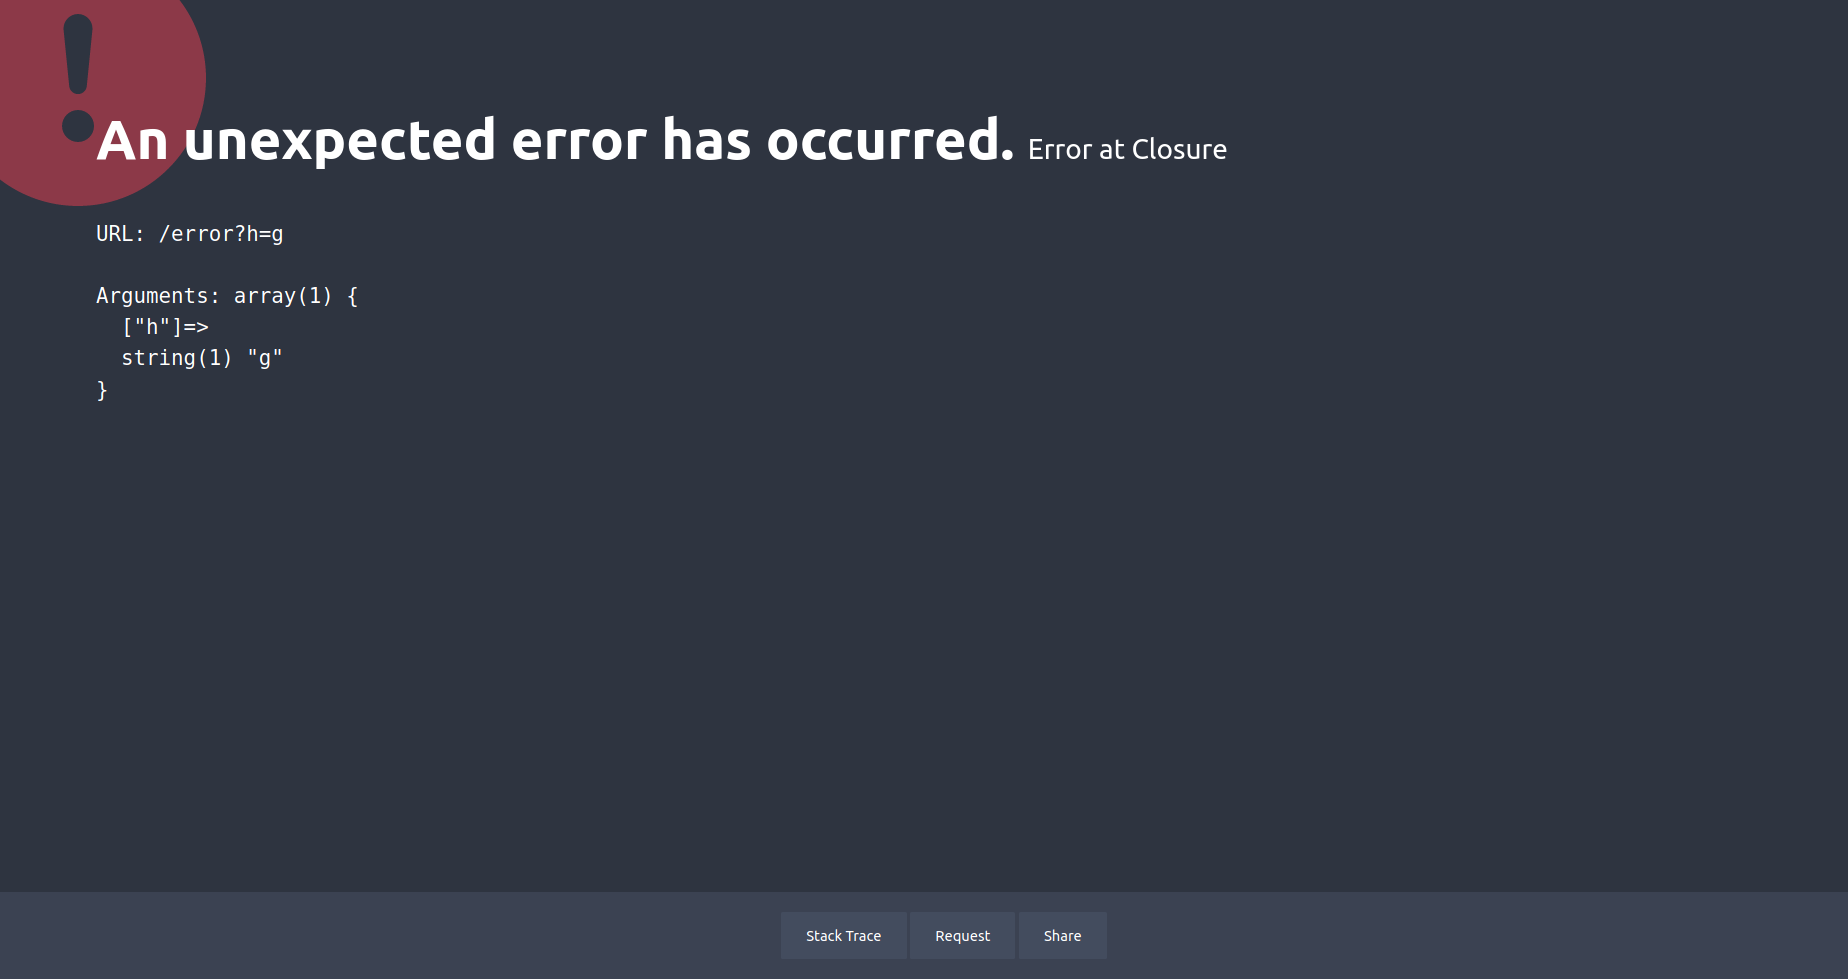 An unexpected error has occurred. Error at Closure
URL: /error?h=g
Arguments: array(1) {
  ["h"]=>
  string(1) "g"
}
Stack Trace
Request
Share